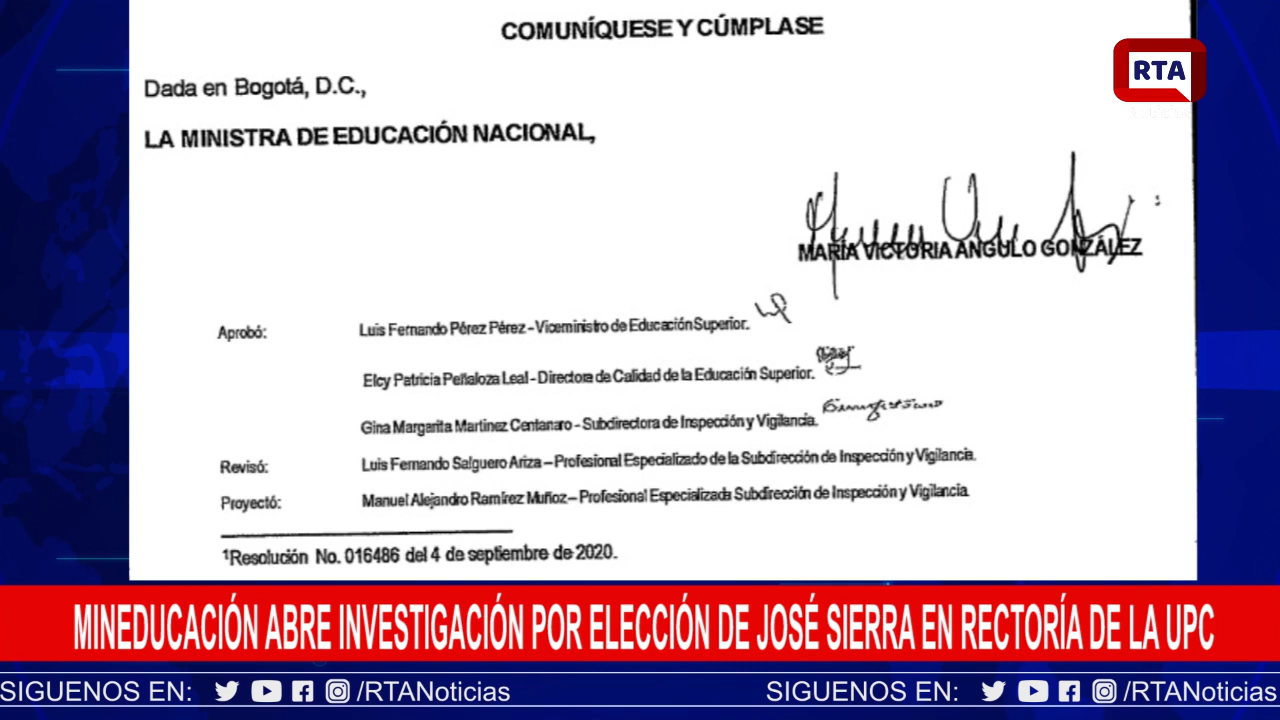 COMUNÍQUESE Y CÚMPLASE
RTA
Dada en Bogotá, D.C.,
LA MINISTRA DE EDUCACIÓN NACIONAL,
MARÍA VICTORIA ANGULO GONZÁLEZ
Aprobó: Luis Fernando Pérez Pérez - Viceministro de Educación Superior.
Elcy Patricia Peñaloza Leal - Directora de Calidad de la Educación Superior.
Gina Margarita Martínez Centanaro - Subdirectora de Inspección y Vigilancia.
Revisó: Luis Fernando Salguero Ariza – Profesional Especializado de la Subdirección de Inspección y Vigilancia.
Proyectó: Manuel Alejandro Ramírez Muñoz – Profesional Especializada Subdirección de Inspección y Vigilancia
¹Resolución No. 016486 del 4 de septiembre de 2020.
MINEDUCACIÓN ABRE INVESTIGACIÓN POR ELECCIÓN DE JOSÉ SIERRA EN RECTORÍA DE LA UPC
SIGUENOS EN: /RTANoticias SIGUENOS EN: /RTANoticias